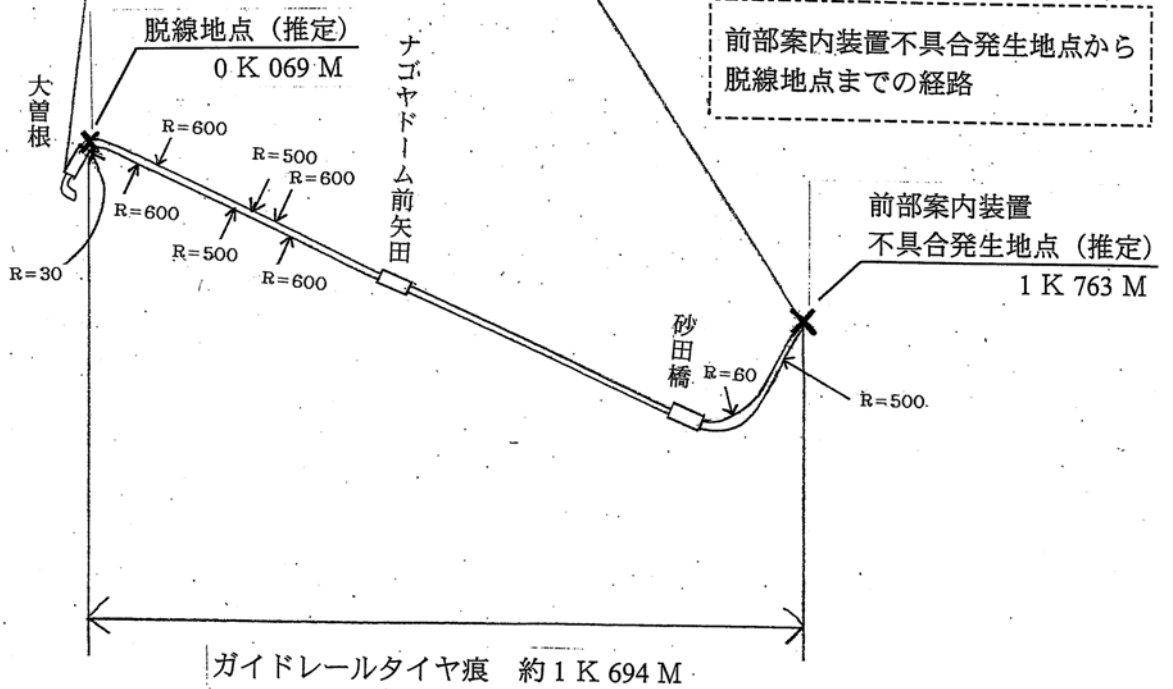 脱線地点（推定）
0 K 069 M
前部案内装置不具合発生地点から
脱線地点までの経路
大曽根
ナゴヤドーム前矢田
R=600
R=500
R=600
R=600
R=500
R=600
R=30
前部案内装置
不具合発生地点（推定）
1 K 763 M
砂田橋
R=60
R=500
ガイドレールタイヤ痕　約1 K 694 M